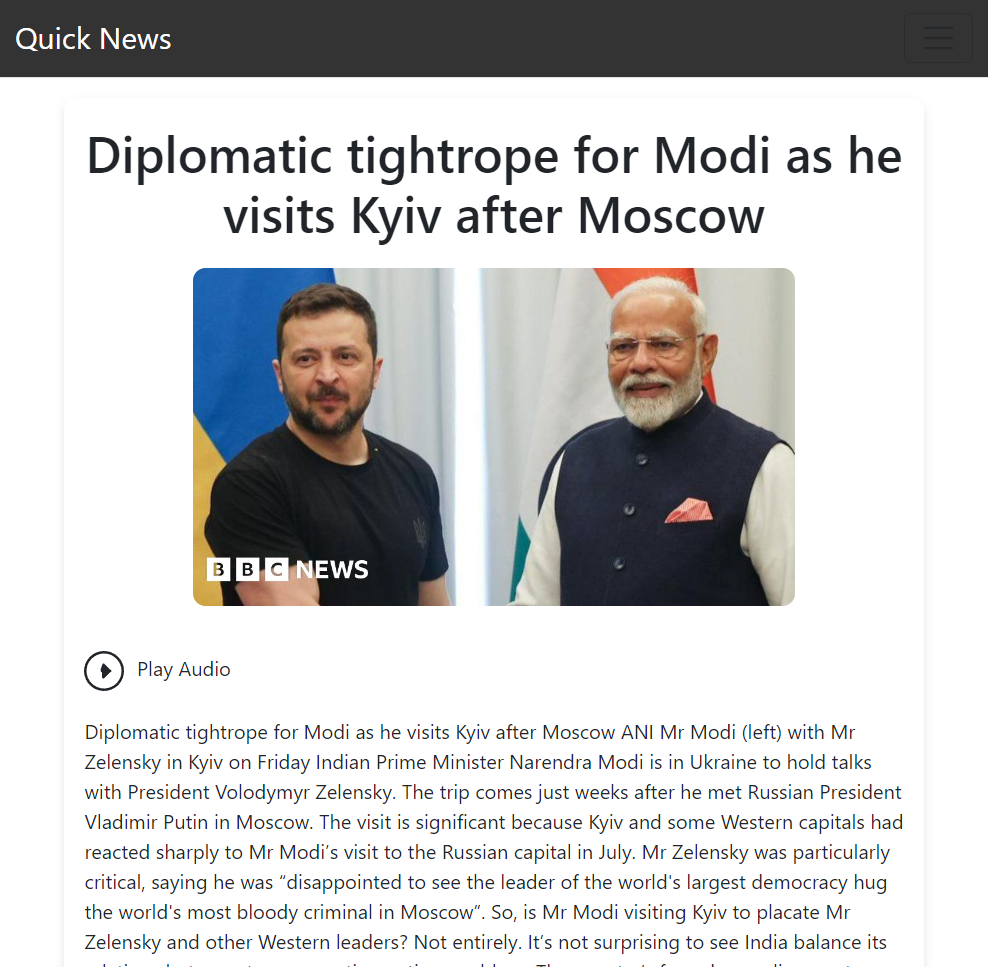 Quick News
Diplomatic tightrope for Modi as he
visits Kyiv after Moscow
BBC NEWS
Play Audio
Diplomatic tightrope for Modi as he visits Kyiv after Moscow ANI Mr Modi (left) with Mr
Zelensky in Kyiv on Friday Indian Prime Minister Narendra Modi is in Ukraine to hold talks
with President Volodymyr Zelensky. The trip comes just weeks after he met Russian President
Vladimir Putin in Moscow. The visit is significant because Kyiv and some Western capitals had
reacted sharply to Mr Modi’s visit to the Russian capital in July. Mr Zelensky was particularly
critical, saying he was “disappointed to see the leader of the world's largest democracy hug
the world's most bloody criminal in Moscow”. So, is Mr Modi visiting Kyiv to placate Mr
Zelensky and other Western leaders? Not entirely. It’s not surprising to see India balance its